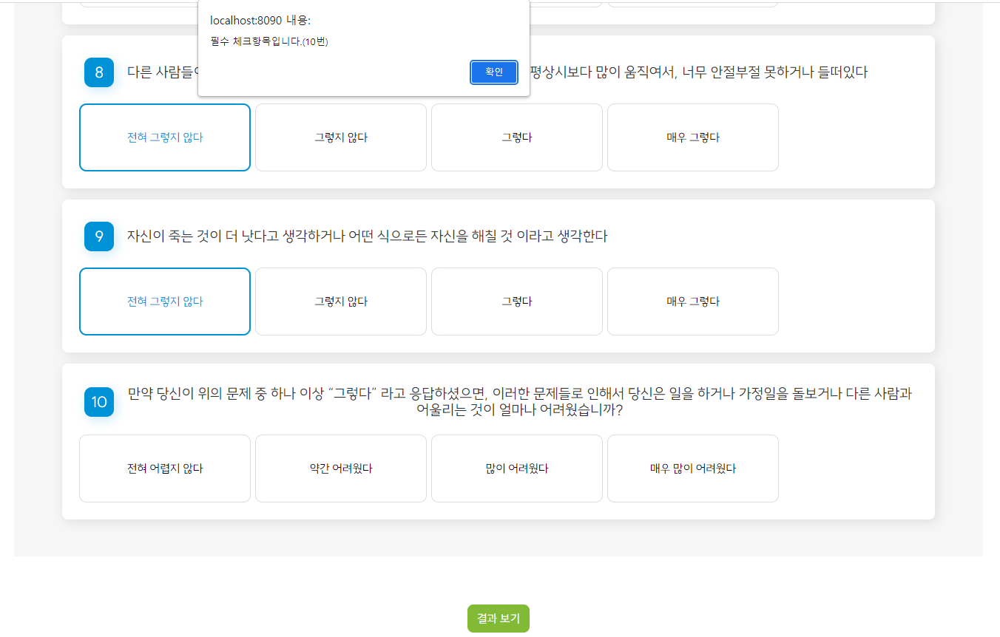 localhost:8090 내용:
필수 체크항목입니다.(10번)
확인
8 다른 사람들이 평상시보다 많이 움직여서, 너무 안절부절 못하거나 들떠있다
전혀 그렇지 않다 그렇지 않다 그렇다 매우 그렇다
9 자신이 죽는 것이 더 낫다고 생각하거나 어떤 식으로든 자신을 해칠 것 이라고 생각한다
전혀 그렇지 않다 그렇지 않다 그렇다 매우 그렇다
10 만약 당신이 위의 문제 중 하나 이상 “그렇다” 라고 응답하셨으면, 이러한 문제들로 인해서 당신은 일을 하거나 가정일을 돌보거나 다른 사람과
어울리는 것이 얼마나 어려웠습니까?
전혀 어렵지 않다 약간 어려웠다 많이 어려웠다 매우 많이 어려웠다
결과 보기